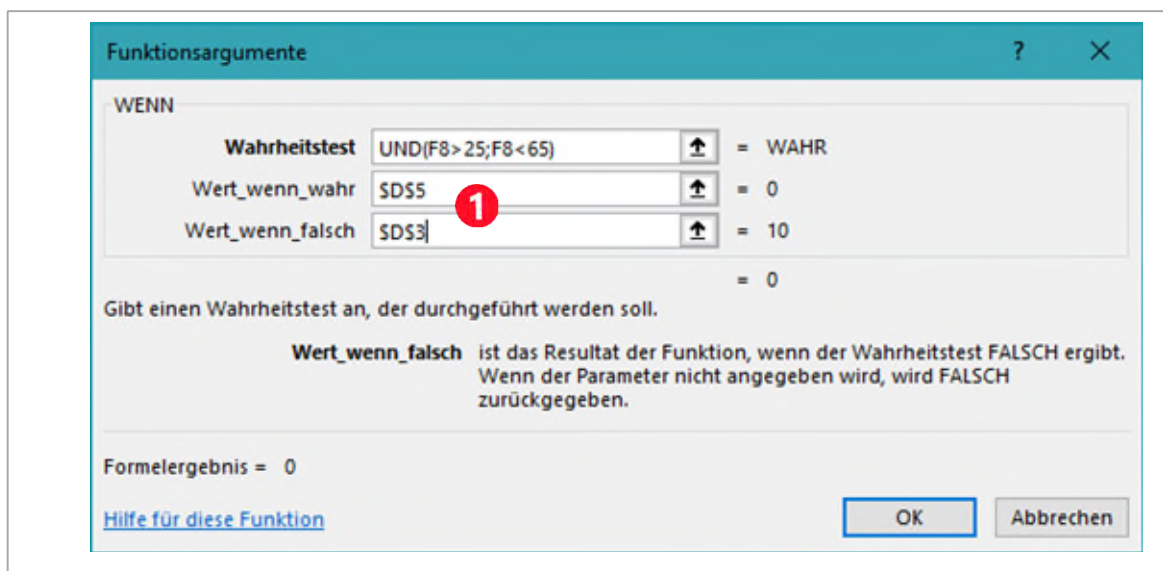 Funktionsargumente ? ×
WENN
Wahrheitstest UND(F8>25;F8<65) = WAHR
Wert_wenn_wahr $D$5 = 0
1
Wert_wenn_falsch $D$3 = 10
= 0
Gibt einen Wahrheitstest an, der durchgeführt werden soll.
Wert_wenn_falsch ist das Resultat der Funktion, wenn der Wahrheitstest FALSCH ergibt.
Wenn der Parameter nicht angegeben wird, wird FALSCH
zurückgegeben.
Formelergebnis = 0
Hilfe für diese Funktion OK Abbrechen